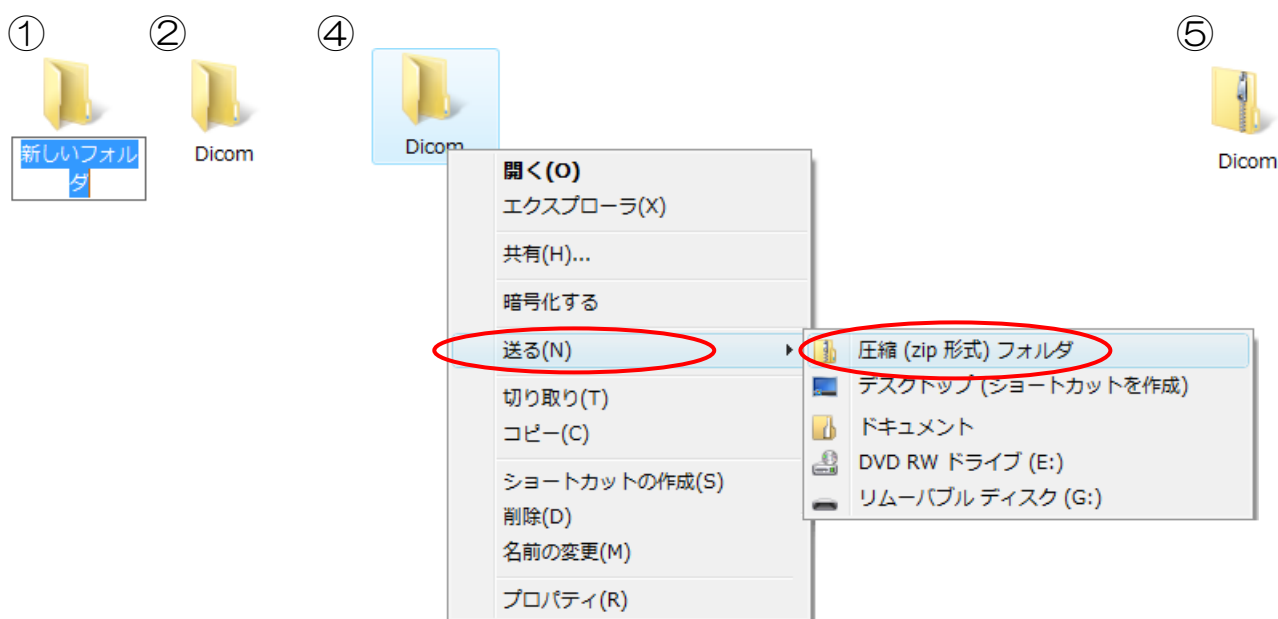 ①
②
④
⑤
新しいフォル
ダ
Dicom
Dicom
Dicom
開く(O)
エクスプローラ(X)
共有(H)...
暗号化する
送る(N)
切り取り(T)
コピー(C)
ショートカットの作成(S)
削除(D)
名前の変更(M)
プロパティ(R)
圧縮 (zip 形式) フォルダ
デスクトップ (ショートカットを作成)
ドキュメント
DVD RW ドライブ (E:)
リムーバブル ディスク (G:)